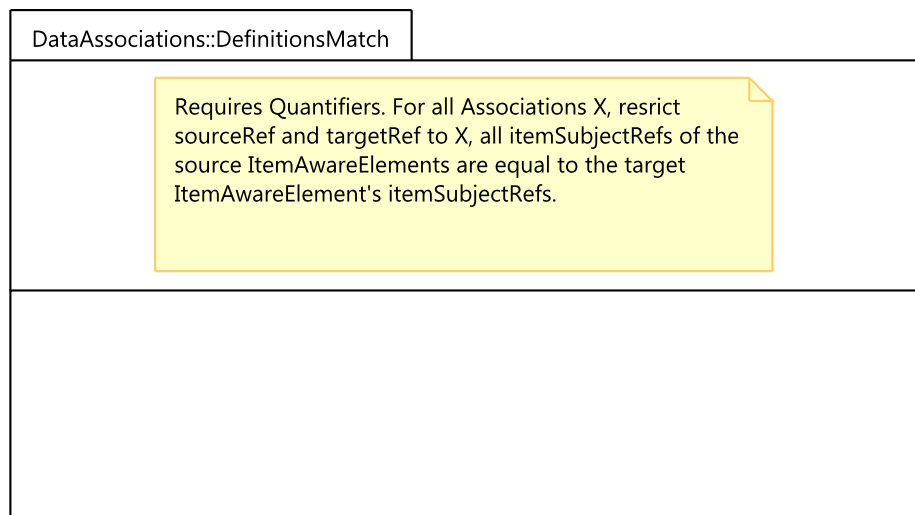 DataAssociations::DefinitionsMatch
Requires Quantifiers. For all Associations X, resrict
sourceRef and targetRef to X, all itemSubjectRefs of the
source ItemAwareElements are equal to the target
ItemAwareElement's itemSubjectRefs.